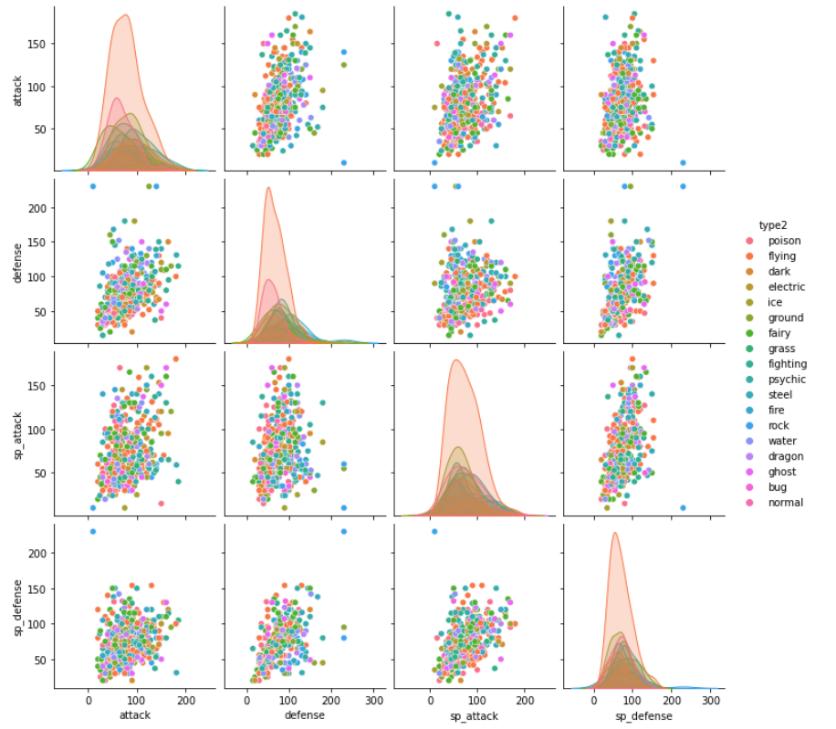 attack
150
100
50
defense
200
150
100
50
type2
poison
flying
dark
electric
ice
ground
fairy
grass
fighting
psychic
steel
fire
rock
water
dragon
ghost
bug
normal
sp_attack
150
100
50
sp_defense
200
150
100
50
0 100 200 0 100 200 300 0 100 200 0 100 200 300
attack defense sp_attack sp_defense